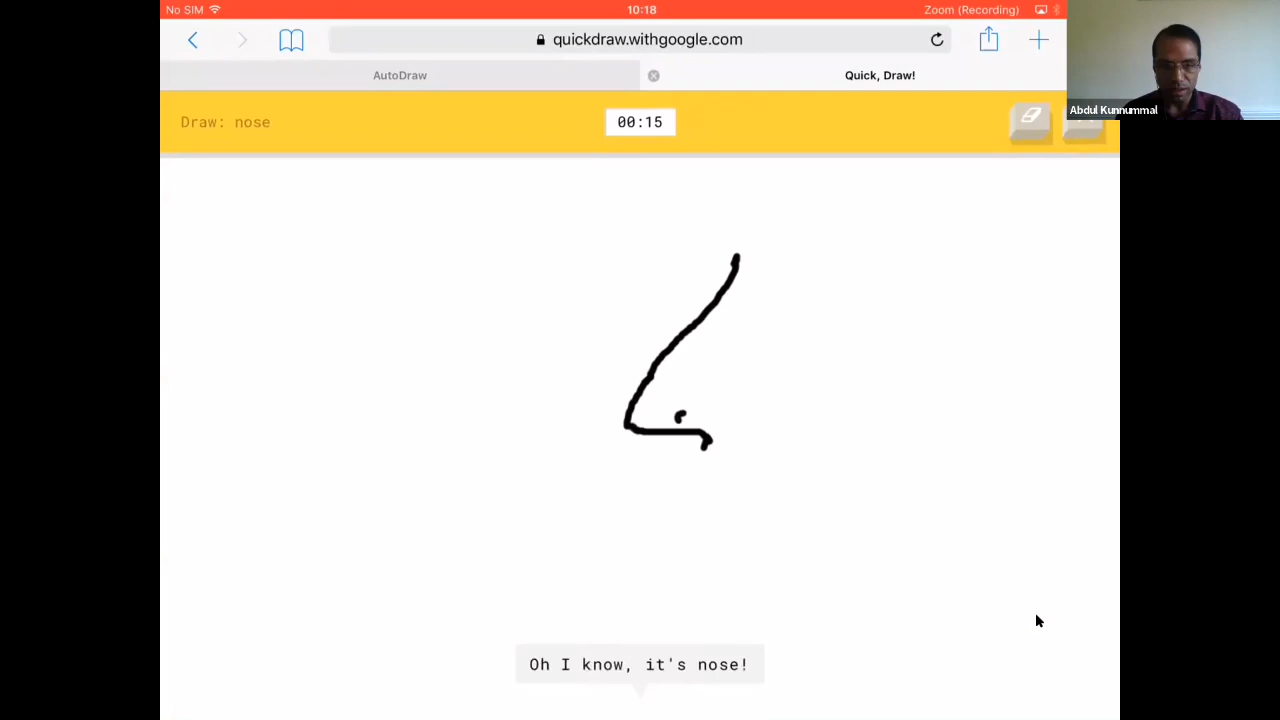 No SIM
10:18
Zoom (Recording)
quickdraw.withgoogle.com
AutoDraw
Quick, Draw!
Abdul Kunnummal
Draw: nose
00:15
Oh I know, it's nose!